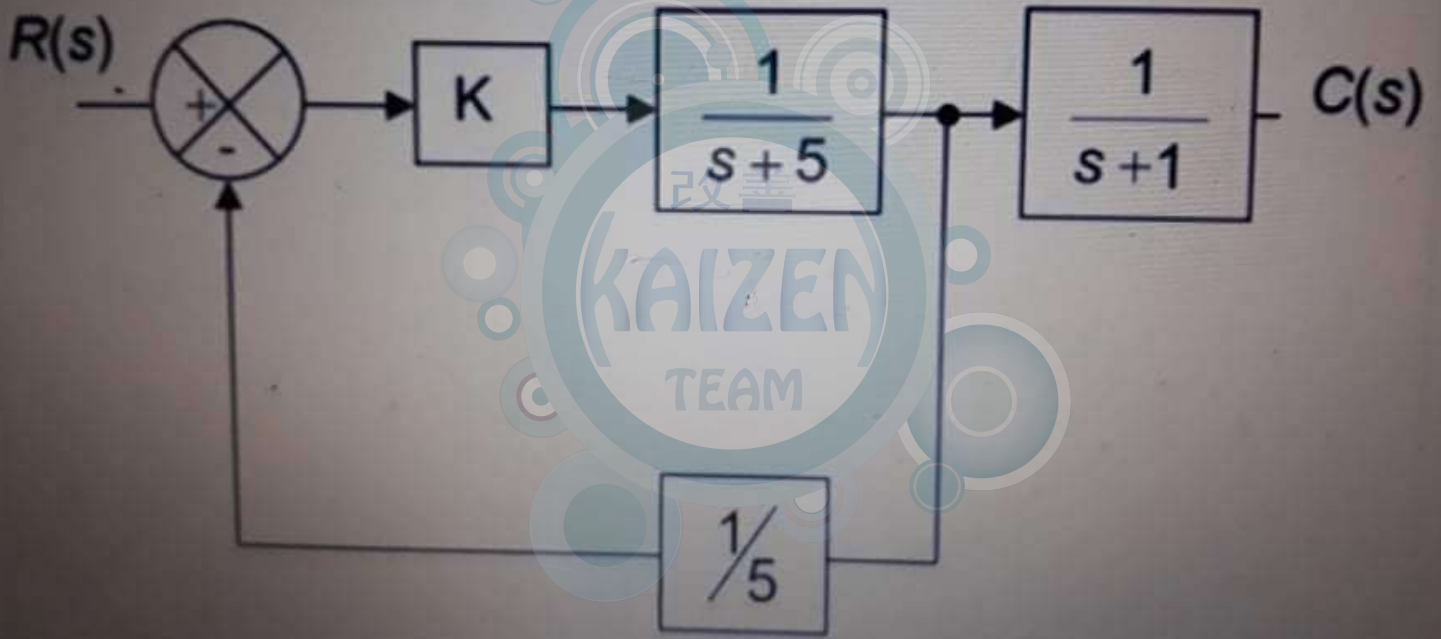 R(s)
+
-
K
1
s+5
1
s+1
C(s)
改善
KAIZEN
TEAM
1/5